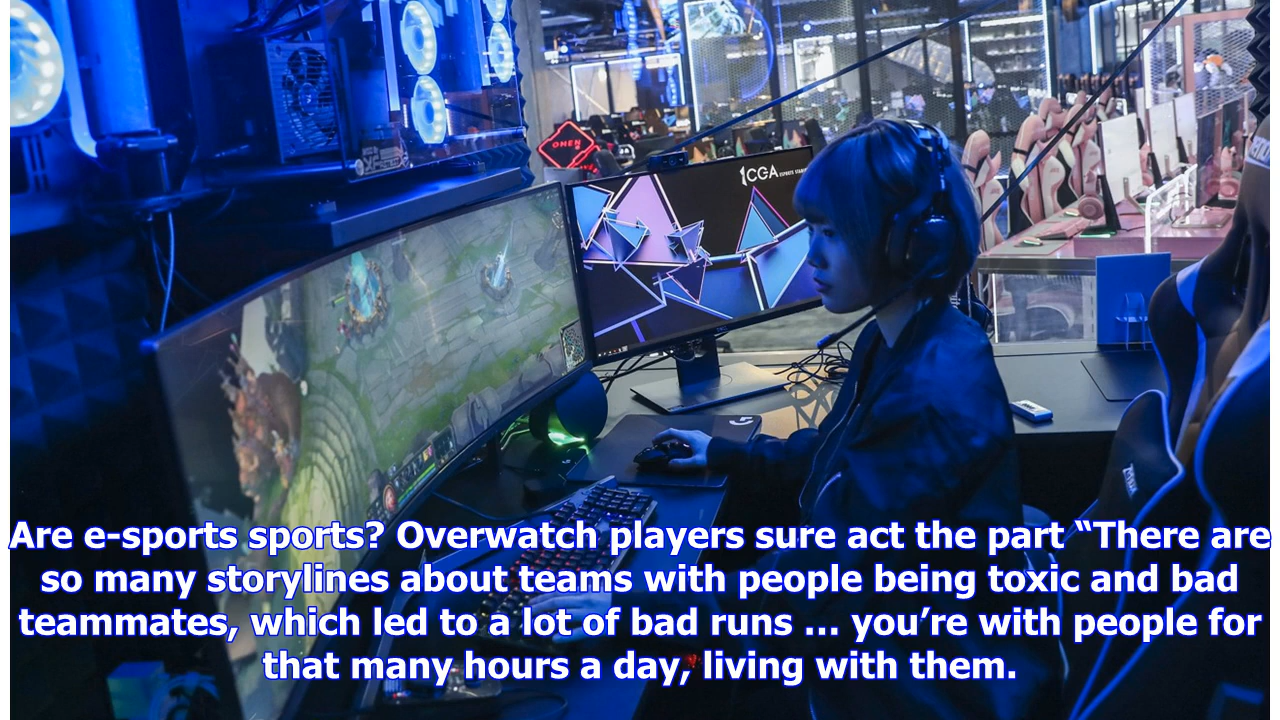 OMEN
CGA ESPORTS
G
Are e-sports sports? Overwatch players sure act the part “There are
so many storylines about teams with people being toxic and bad
teammates, which led to a lot of bad runs ... you’re with people for
that many hours a day, living with them.